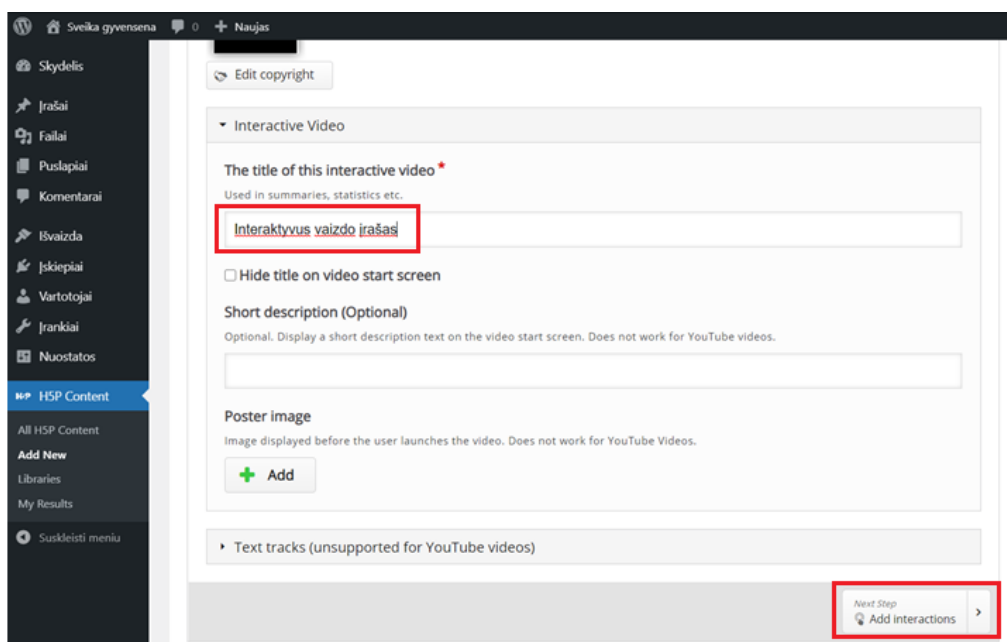 Sveika gyvensena 0 Naujas
Skydelis
Įrašai
Failai
Puslapiai
Komentarai
Išvaizda
Įskiepiai
Vartotojai
Įrankiai
Nuostatos
H5P H5P Content
All H5P Content
Add New
Libraries
My Results
Suskleisti meniu
Edit copyright
Interactive Video
The title of this interactive video *
Used in summaries, statistics etc.
Interaktyvus vaizdo įrašas
Hide title on video start screen
Short description (Optional)
Optional. Display a short description text on the video start screen. Does not work for YouTube videos.
Poster image
Image displayed before the user launches the video. Does not work for YouTube Videos.
Add
Text tracks (unsupported for YouTube videos)
Next Step
Add interactions